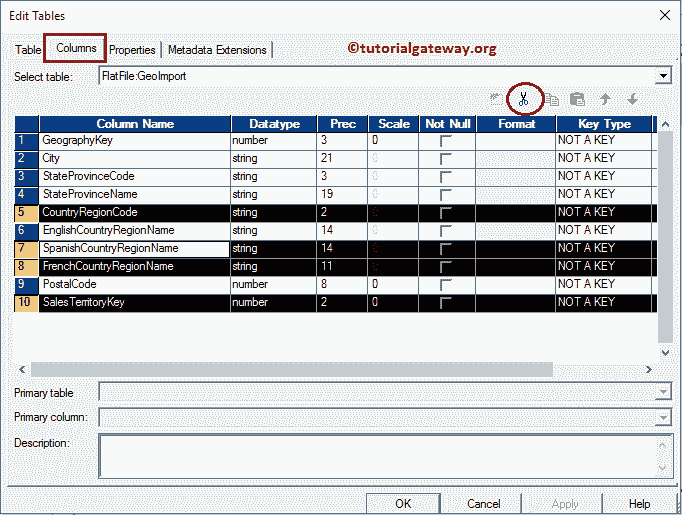 Edit Tables
Table Columns Properties Metadata Extensions ©tutorialgateway.org
Select table: FlatFile:GeoImport
Column Name Datatype Prec Scale Not Null Format Key Type
1 GeographyKey number 3 0 NOT A KEY
2 City string 21 0 NOT A KEY
3 StateProvinceCode string 3 0 NOT A KEY
4 StateProvinceName string 19 0 NOT A KEY
5 CountryRegionCode string 2 0 NOT A KEY
6 EnglishCountryRegionName string 14 0 NOT A KEY
7 SpanishCountryRegionName string 14 0 NOT A KEY
8 FrenchCountryRegionName string 11 0 NOT A KEY
9 PostalCode number 8 0 NOT A KEY
10 SalesTerritoryKey number 2 0 NOT A KEY
Primary table
Primary column:
Description:
OK Cancel Apply Help